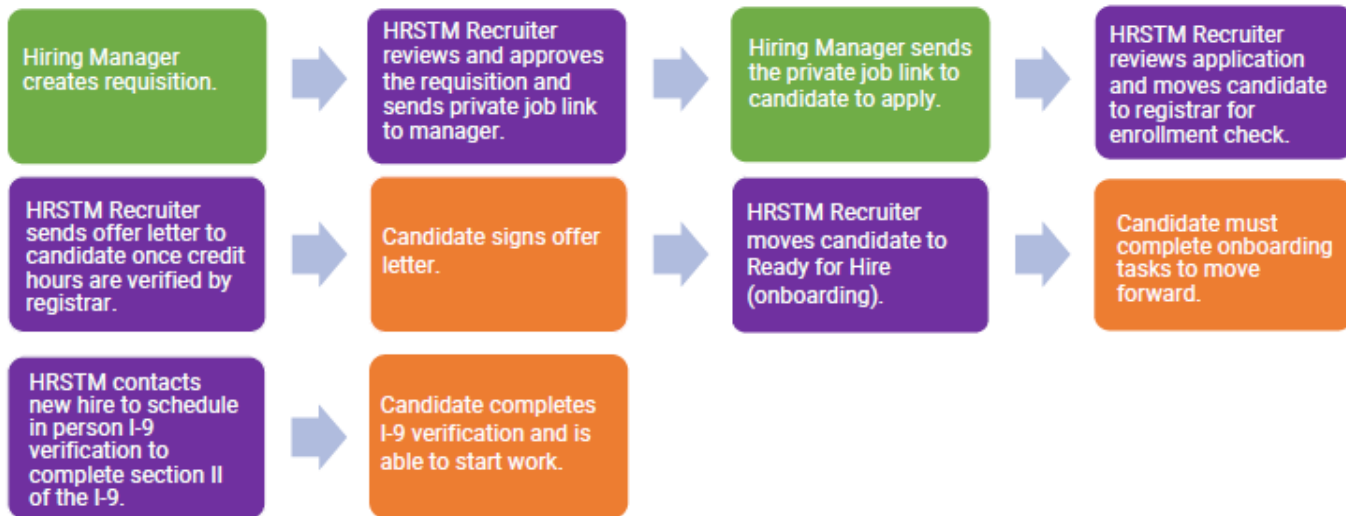 Hiring Manager
creates requisition.
HRSTM Recruiter
reviews and approves
the requisition and
sends private job link
to manager.
Hiring Manager sends
the private job link to
candidate to apply.
HRSTM Recruiter
reviews application
and moves candidate
to registrar for
enrollment check.
HRSTM Recruiter
sends offer letter to
candidate once credit
hours are verified by
registrar.
Candidate signs offer
letter.
HRSTM Recruiter
moves candidate to
Ready for Hire
(onboarding).
Candidate must
complete onboarding
tasks to move
forward.
HRSTM contacts
new hire to schedule
in person I-9
verification to
complete section II
of the I-9.
Candidate completes
I-9 verification and is
able to start work.